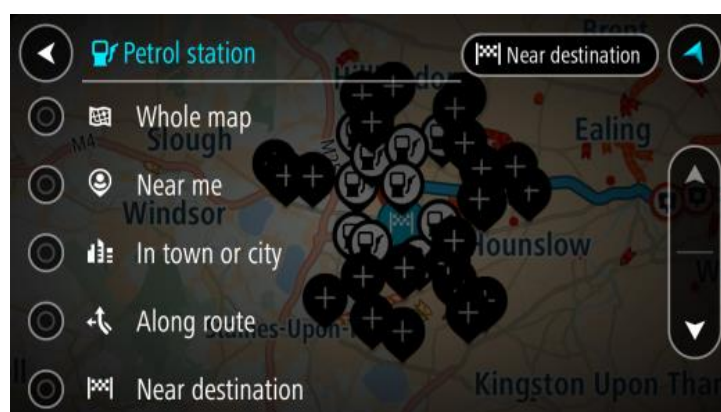 Petrol station
Near destination
Whole map
Near me
In town or city
Along route
Near destination
Brent
Ealing
M4
Slough
Windsor
Hounslow
Kingston Upon Tha